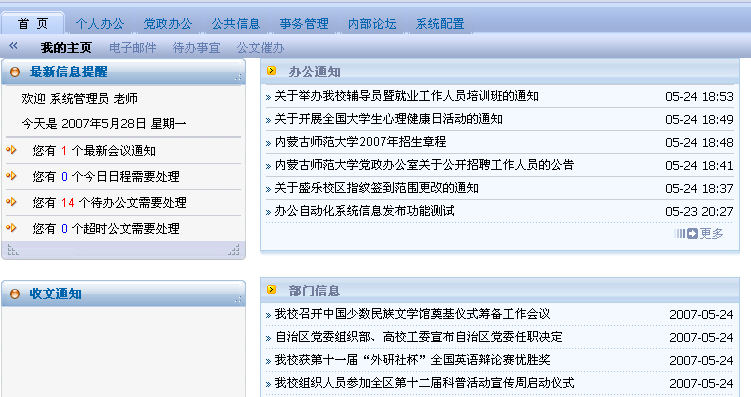 首 页 个人办公 党政办公 公共信息 事务管理 内部论坛 系统配置
« 我的主页 电子邮件 待办事宜 公文催办
最新信息提醒
欢迎 系统管理员 老师
今天是 2007年5月28日 星期一
您有 1 个最新会议通知
您有 0 个今日日程需要处理
您有 14 个待办公文需要处理
您有 0 个超时公文需要处理
收文通知
办公通知
» 关于举办我校辅导员暨就业工作人员培训班的通知 05-24 18:53
» 关于开展全国大学生心理健康日活动的通知 05-24 18:49
» 内蒙古师范大学2007年招生章程 05-24 18:48
» 内蒙古师范大学党政办公室关于公开招聘工作人员的公告 05-24 18:41
» 关于盛乐校区指纹签到范围更改的通知 05-24 18:37
» 办公自动化系统信息发布功能测试 05-23 20:27
更多
部门信息
» 我校召开中国少数民族文学馆奠基仪式筹备工作会议 2007-05-24
» 自治区党委组织部、高校工委宣布自治区党委任职决定 2007-05-24
» 我校获第十一届“外研社杯”全国英语辩论赛优胜奖 2007-05-24
» 我校组织人员参加全区第十二届科普活动宣传周启动仪式 2007-05-24